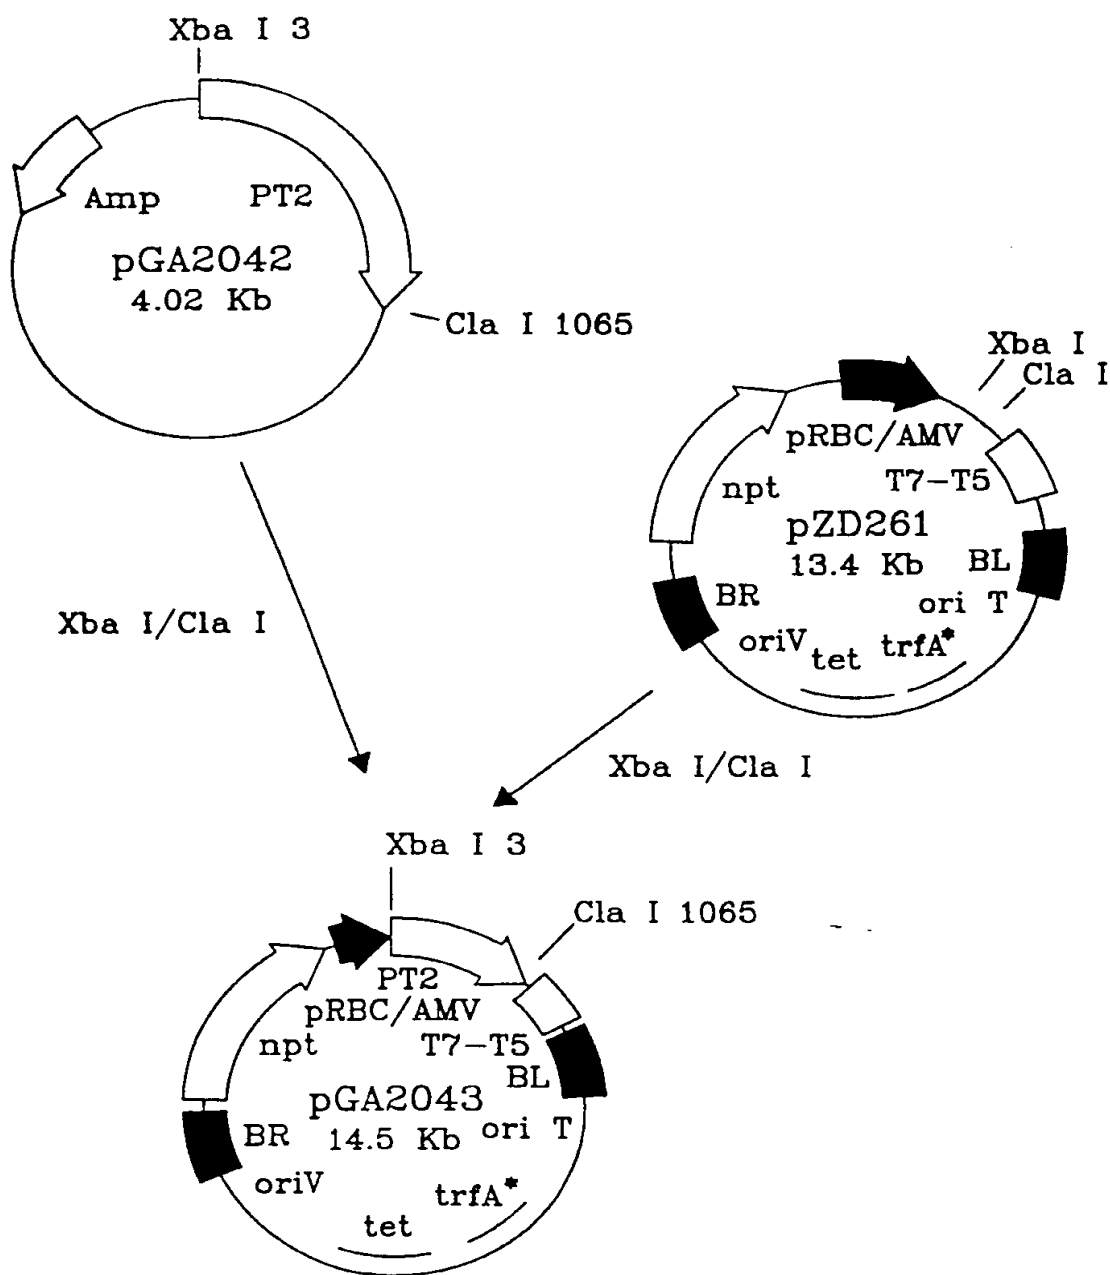 Xba I 3
Amp
PT2
pGA2042
4.02 Kb
Cla I 1065
Xba I
Cla I
pRBC/AMV
npt
T7-T5
pZD261
13.4 Kb
BL
BR
ori T
oriV
tet
trfA*
Xba I/Cla I
Xba I/Cla I
Xba I 3
Cla I 1065
PT2
pRBC/AMV
npt
T7-T5
BL
pGA2043
14.5 Kb
BR
ori T
oriV
trfA*
tet